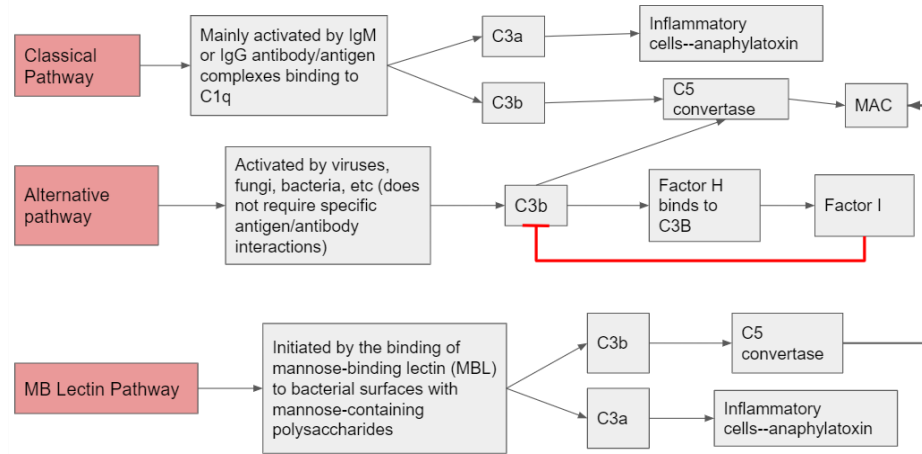 Classical
Pathway
Mainly activated by IgM
or IgG antibody/antigen
complexes binding to
C1q
C3a
Inflammatory
cells--anaphylatoxin
C3b
C5
convertase
MAC
Alternative
pathway
Activated by viruses,
fungi, bacteria, etc (does
not require specific
antigen/antibody
interactions)
C3b
Factor H
binds to
C3B
Factor I
MB Lectin Pathway
Initiated by the binding of
mannose-binding lectin (MBL)
to bacterial surfaces with
mannose-containing
polysaccharides
C3b
C5
convertase
C3a
Inflammatory
cells--anaphylatoxin